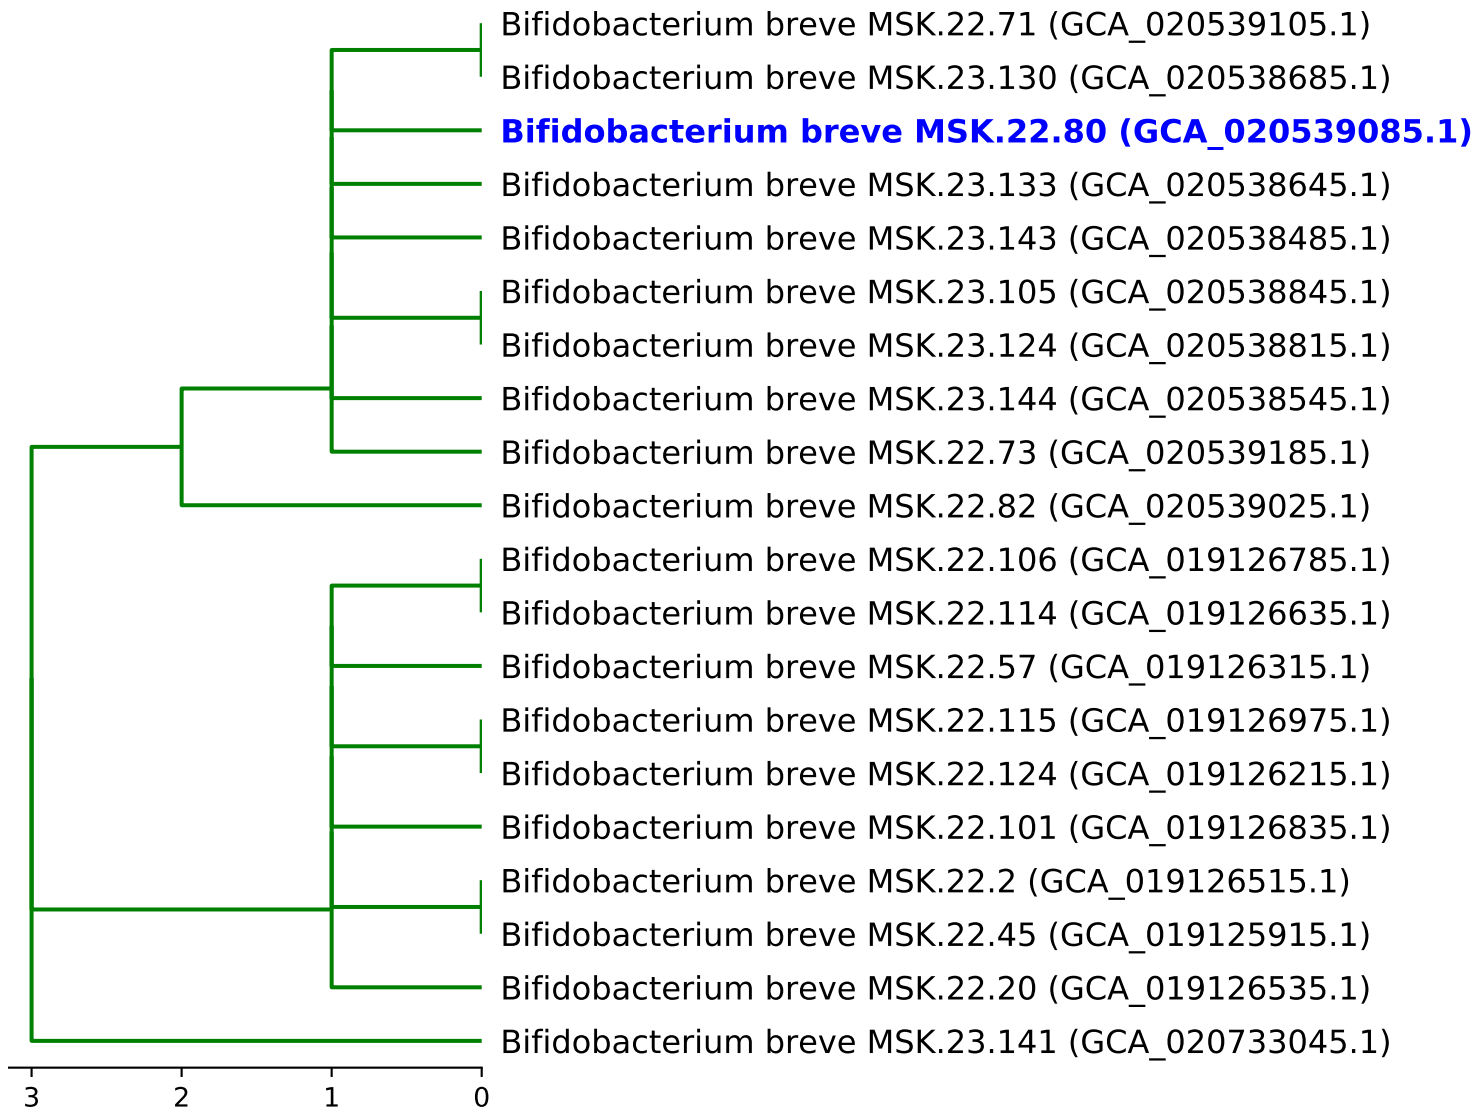 Bifidobacterium breve MSK.22.71 (GCA_020539105.1)
Bifidobacterium breve MSK.23.130 (GCA_020538685.1)
Bifidobacterium breve MSK.22.80 (GCA_020539085.1)
Bifidobacterium breve MSK.23.133 (GCA_020538645.1)
Bifidobacterium breve MSK.23.143 (GCA_020538485.1)
Bifidobacterium breve MSK.23.105 (GCA_020538845.1)
Bifidobacterium breve MSK.23.124 (GCA_020538815.1)
Bifidobacterium breve MSK.23.144 (GCA_020538545.1)
Bifidobacterium breve MSK.22.73 (GCA_020539185.1)
Bifidobacterium breve MSK.22.82 (GCA_020539025.1)
Bifidobacterium breve MSK.22.106 (GCA_019126785.1)
Bifidobacterium breve MSK.22.114 (GCA_019126635.1)
Bifidobacterium breve MSK.22.57 (GCA_019126315.1)
Bifidobacterium breve MSK.22.115 (GCA_019126975.1)
Bifidobacterium breve MSK.22.124 (GCA_019126215.1)
Bifidobacterium breve MSK.22.101 (GCA_019126835.1)
Bifidobacterium breve MSK.22.2 (GCA_019126515.1)
Bifidobacterium breve MSK.22.45 (GCA_019125915.1)
Bifidobacterium breve MSK.22.20 (GCA_019126535.1)
Bifidobacterium breve MSK.23.141 (GCA_020733045.1)
3 2 1 0